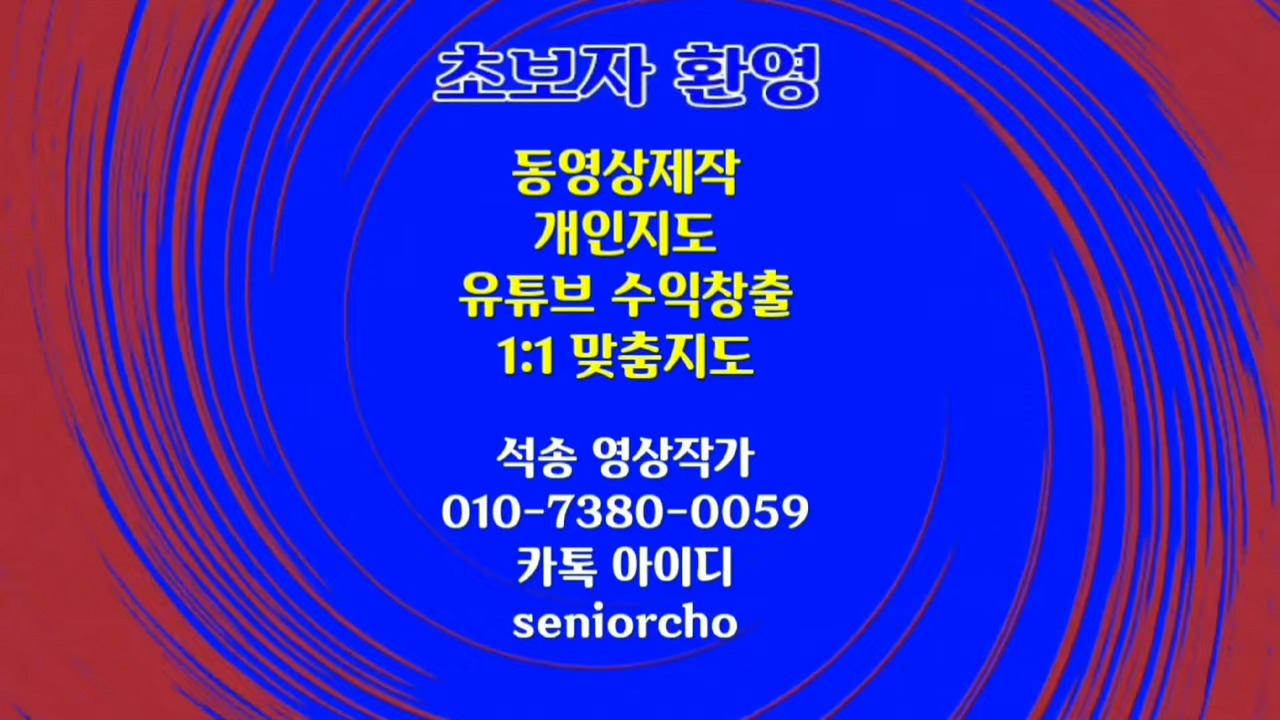 초보자 환영
동영상제작
개인지도
유튜브 수익창출
1:1 맞춤지도
석송 영상작가
010-7380-0059
카톡 아이디
seniorcho